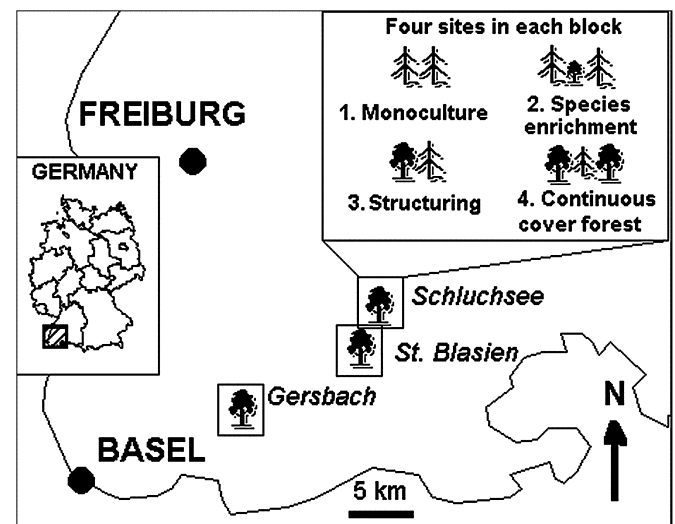 Four sites in each block
1. Monoculture
2. Species
enrichment
3. Structuring
4. Continuous
cover forest
FREIBURG
GERMANY
Schluchsee
St. Blasien
Gersbach
N
BASEL
5 km